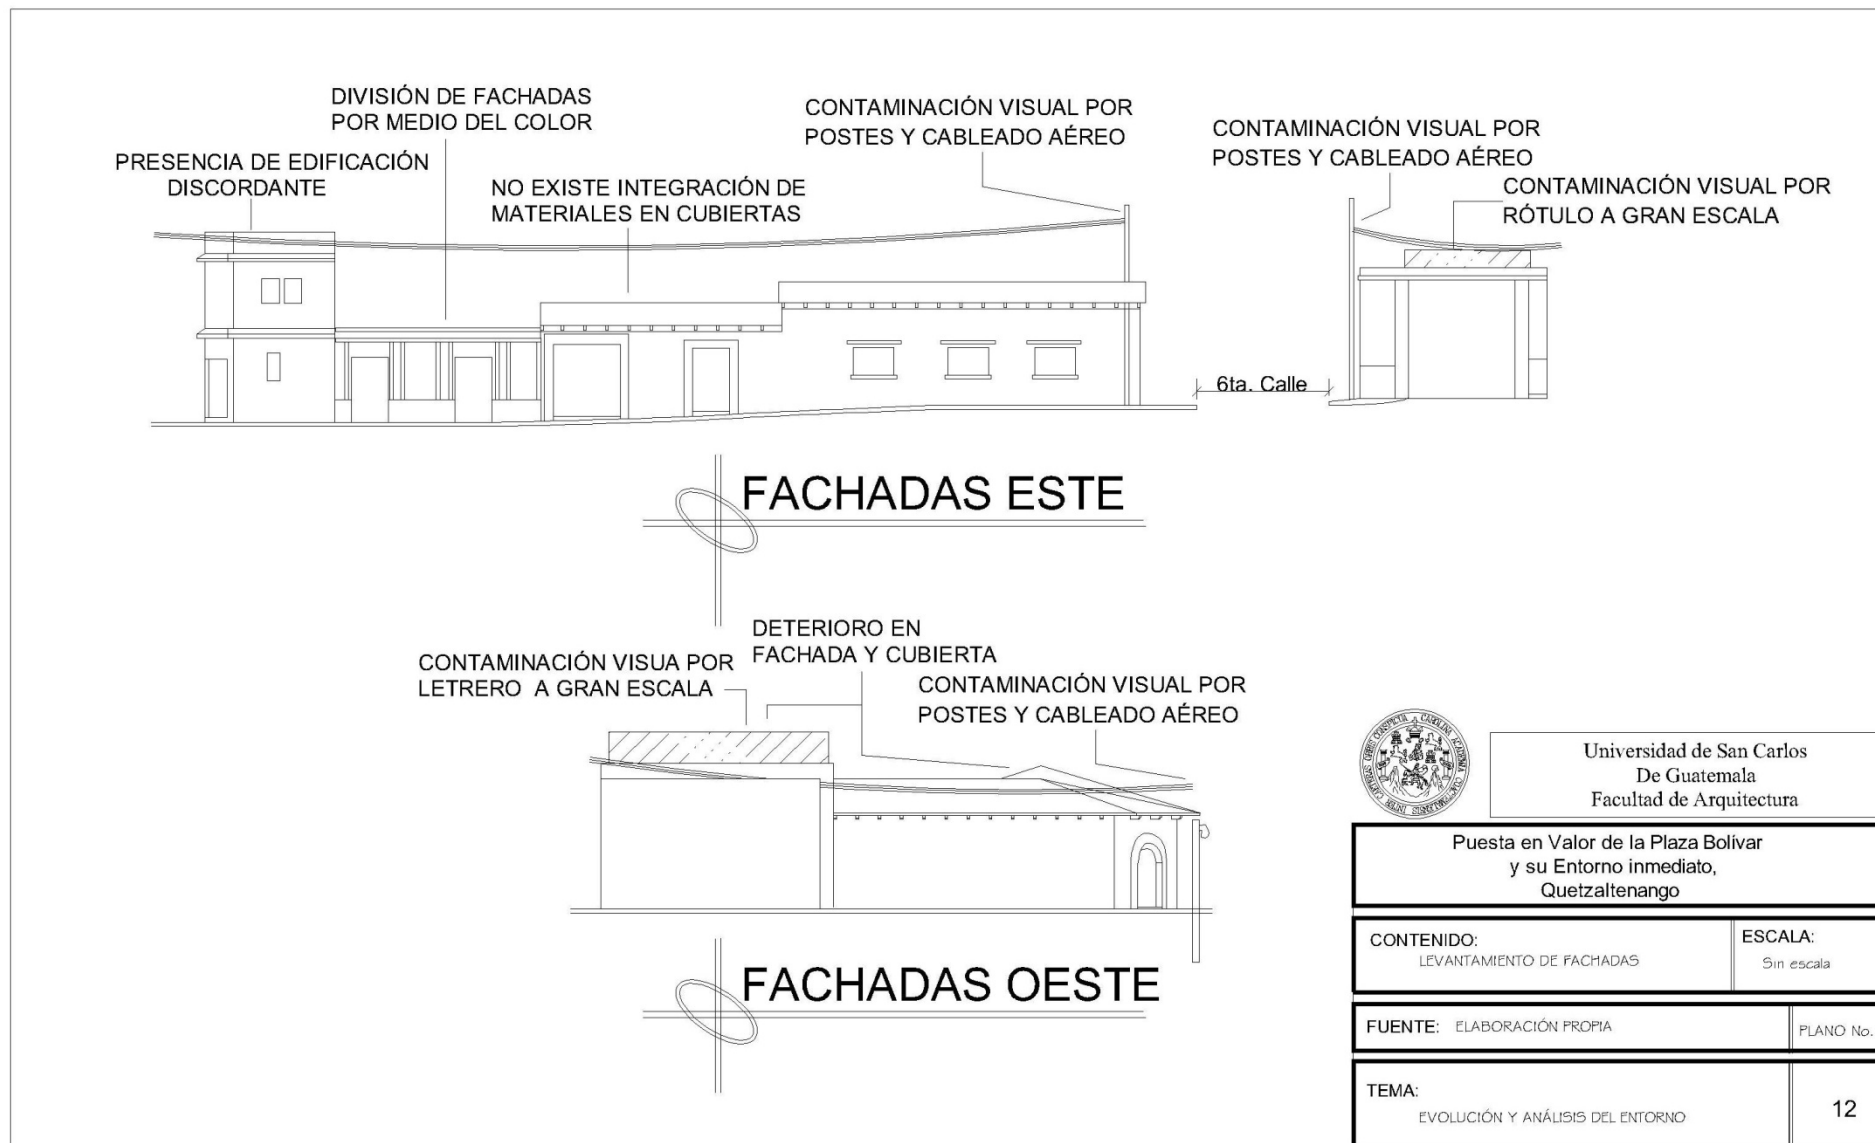 DIVISIÓN DE FACHADAS
POR MEDIO DEL COLOR
PRESENCIA DE EDIFICACIÓN
DISCORDANTE
NO EXISTE INTEGRACIÓN DE
MATERIALES EN CUBIERTAS
CONTAMINACIÓN VISUAL POR
POSTES Y CABLEADO AÉREO
CONTAMINACIÓN VISUAL POR
POSTES Y CABLEADO AÉREO
CONTAMINACIÓN VISUAL POR
RÓTULO A GRAN ESCALA
6ta. Calle
FACHADAS ESTE
CONTAMINACIÓN VISUA POR
LETRERO A GRAN ESCALA
DETERIORO EN
FACHADA Y CUBIERTA
CONTAMINACIÓN VISUAL POR
POSTES Y CABLEADO AÉREO
FACHADAS OESTE
Universidad de San Carlos
De Guatemala
Facultad de Arquitectura
Puesta en Valor de la Plaza Bolívar
y su Entorno inmediato,
Quetzaltenango
CONTENIDO:
LEVANTAMIENTO DE FACHADAS
ESCALA:
Sin escala
FUENTE: ELABORACIÓN PROPIA
PLANO No.
TEMA:
EVOLUCIÓN Y ANÁLISIS DEL ENTORNO
12